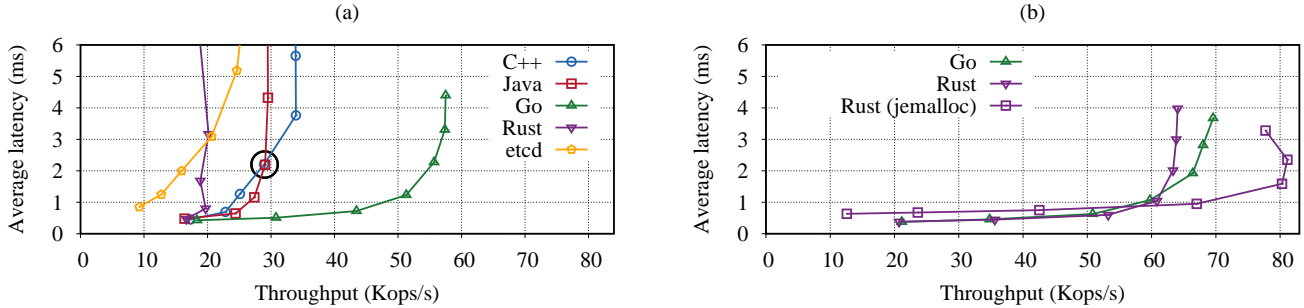 (a)
Average latency (ms)
6
5
4
3
2
1
0
C++
Java
Go
Rust
etcd
0 10 20 30 40 50 60 70 80
Throughput (Kops/s)
(b)
Average latency (ms)
6
5
4
3
2
1
0
Go
Rust
Rust (jemalloc)
0 10 20 30 40 50 60 70 80
Throughput (Kops/s)